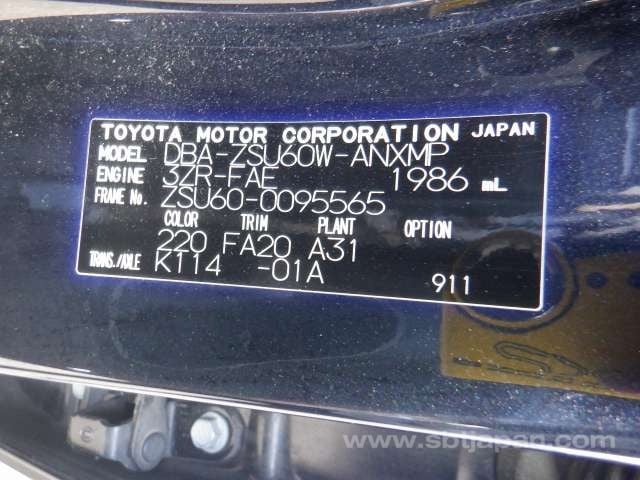 TOYOTA MOTOR CORPORATION JAPAN
MODEL DBA-ZSU60W-ANXMP
ENGINE 3ZR-FAE 1986 mL
FRAME No. ZSU60-0095565
COLOR TRIM PLANT OPTION
220 FA20 A31
TRANS./AXLE K114 -01A 911
www.sbtjapan.com